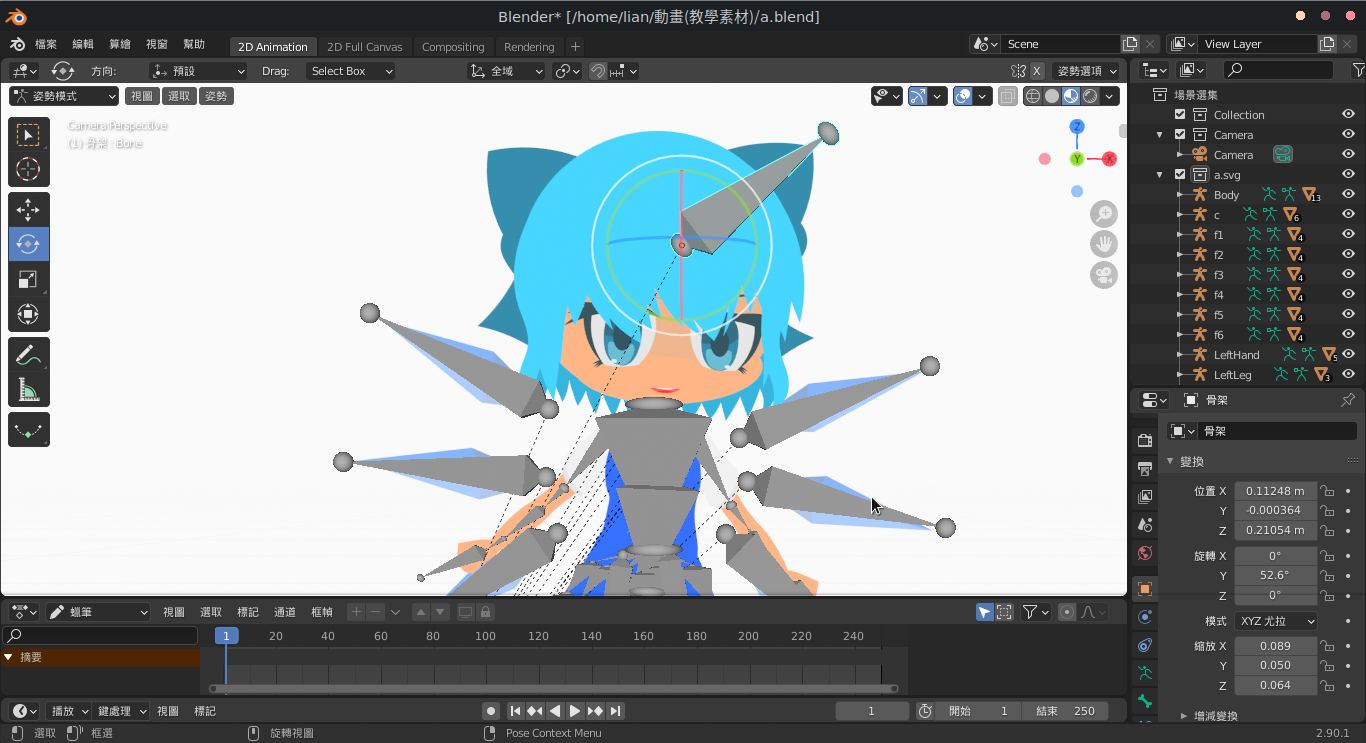 Blender* [/home/lian/動畫(教學素材)/a.blend]
檔案 編輯 算繪 視窗 幫助 2D Animation 2D Full Canvas Compositing Rendering + Scene View Layer
方向: 預設 Drag: Select Box 全域 X 姿勢選項
姿勢模式 視圖 選取 姿勢
Camera Perspective
(1) 骨架 : Bone
Z
Y
X
場景選集
Collection
Camera
Camera
a.svg
Body 13
c 6
f1 4
f2 4
f3 4
f4 4
f5 4
f6 4
LeftHand 5
LeftLeg 3
骨架
骨架
變換
位置 X 0.11248 m
Y -0.000364
Z 0.21054 m
旋轉 X 0°
Y 52.6°
Z 0°
模式 XYZ 尤拉
縮放 X 0.089
Y 0.050
Z 0.064
增減變換
蠟筆 視圖 選取 標記 通道 框幀
1 20 40 60 80 100 120 140 160 180 200 220 240
摘要
播放 鍵處理 視圖 標記 1 開始 1 結束 250
選取 框選 旋轉視圖 Pose Context Menu 2.90.1